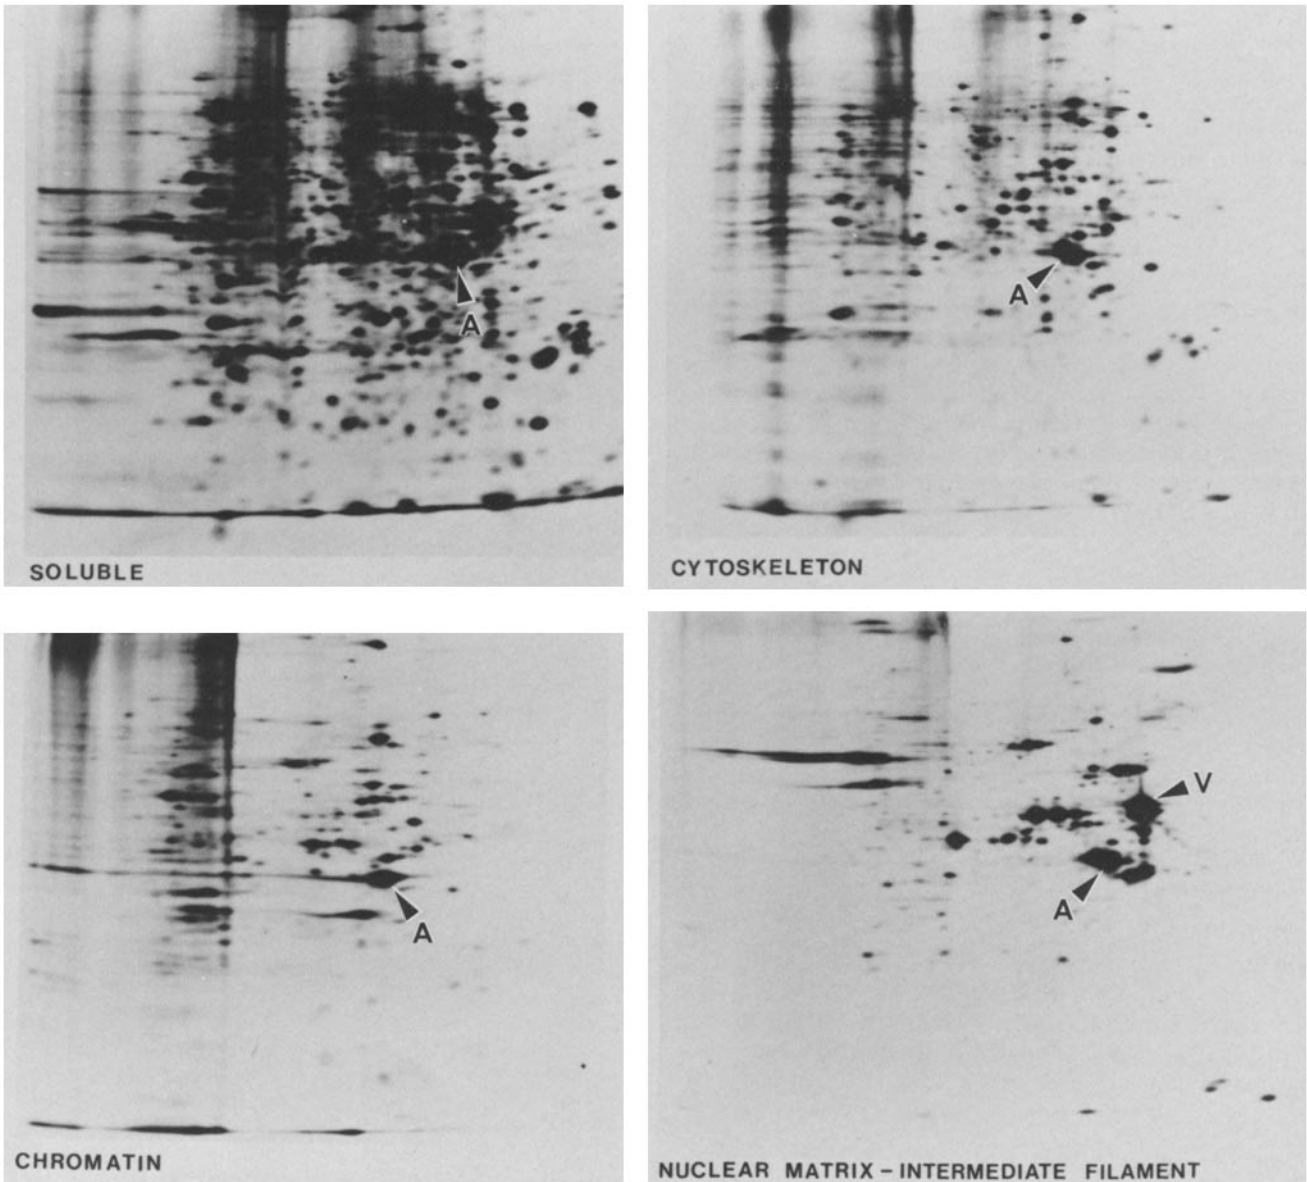 A
SOLUBLE
A
CYTOSKELETON
A
CHROMATIN
V
A
NUCLEAR MATRIX - INTERMEDIATE FILAMENT